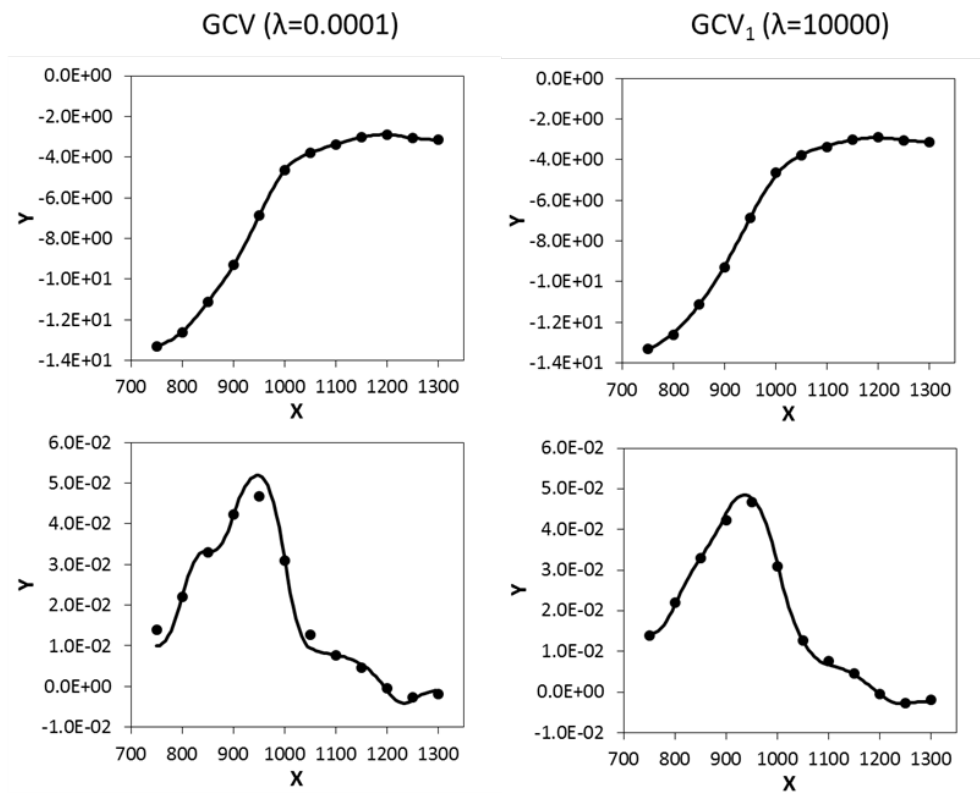 GCV (λ=0.0001)
GCV₁ (λ=10000)
0.0E+00
-2.0E+00
-4.0E+00
-6.0E+00
-8.0E+00
-1.0E+01
-1.2E+01
-1.4E+01
Y
700 800 900 1000 1100 1200 1300
X
0.0E+00
-2.0E+00
-4.0E+00
-6.0E+00
-8.0E+00
-1.0E+01
-1.2E+01
-1.4E+01
Y
700 800 900 1000 1100 1200 1300
X
6.0E-02
5.0E-02
4.0E-02
3.0E-02
2.0E-02
1.0E-02
0.0E+00
-1.0E-02
Y
700 800 900 1000 1100 1200 1300
X
6.0E-02
5.0E-02
4.0E-02
3.0E-02
2.0E-02
1.0E-02
0.0E+00
-1.0E-02
Y
700 800 900 1000 1100 1200 1300
X